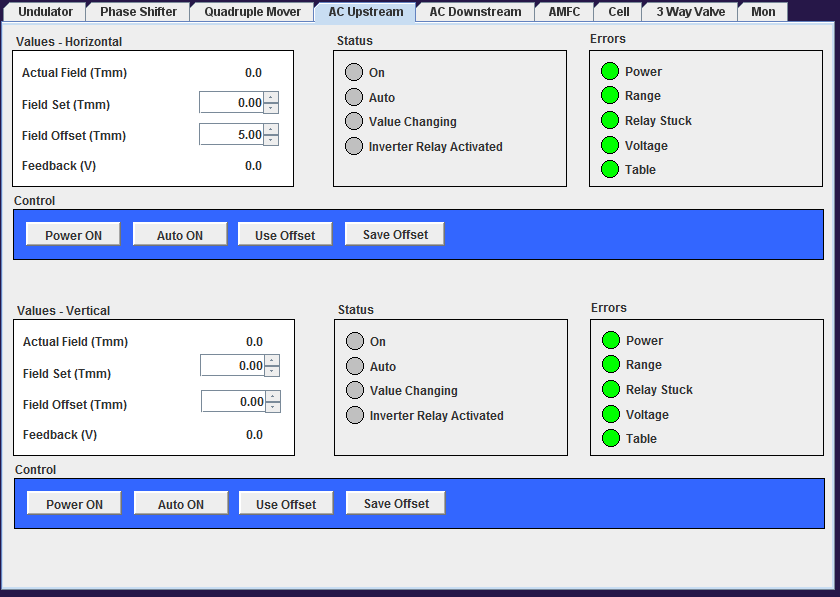 Undulator Phase Shifter Quadruple Mover AC Upstream AC Downstream AMFC Cell 3 Way Valve Mon
Values - Horizontal
Actual Field (Tmm) 0.0
Field Set (Tmm) 0.00
Field Offset (Tmm) 5.00
Feedback (V) 0.0
Status
On
Auto
Value Changing
Inverter Relay Activated
Errors
Power
Range
Relay Stuck
Voltage
Table
Control
Power ON Auto ON Use Offset Save Offset
Values - Vertical
Actual Field (Tmm) 0.0
Field Set (Tmm) 0.00
Field Offset (Tmm) 0.00
Feedback (V) 0.0
Status
On
Auto
Value Changing
Inverter Relay Activated
Errors
Power
Range
Relay Stuck
Voltage
Table
Control
Power ON Auto ON Use Offset Save Offset